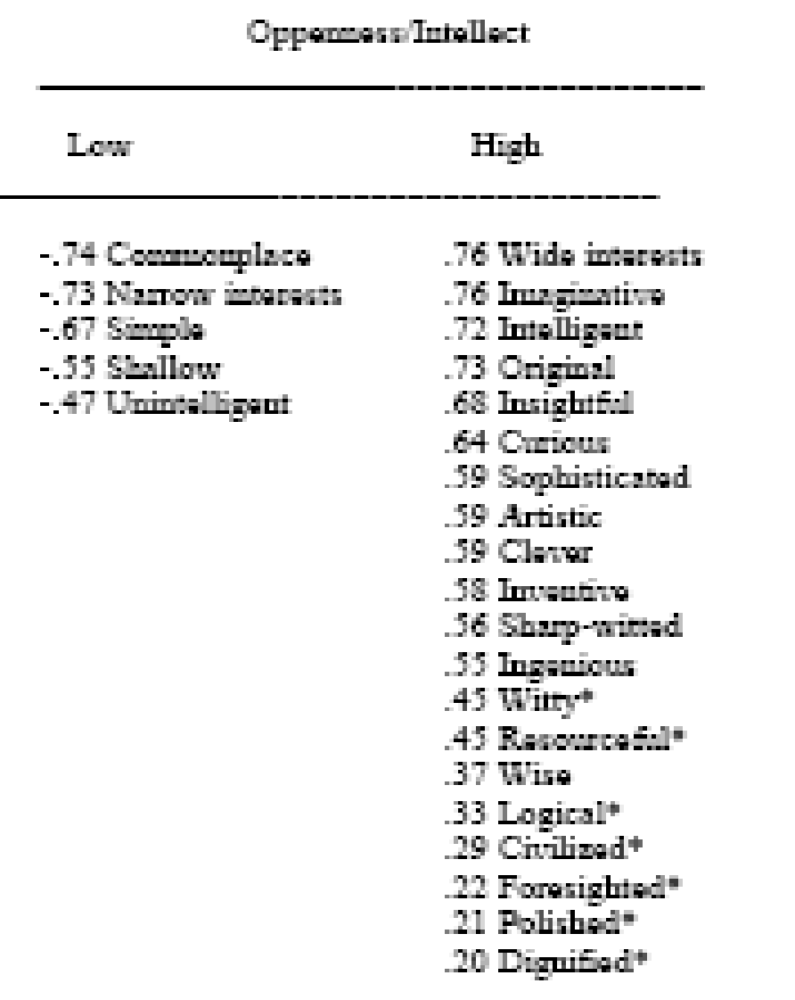 Oppenness/Intellect
Low High
-.74 Commonplace .76 Wide interests
-.73 Narrow interests .76 Imaginative
-.67 Simple .72 Intelligent
-.55 Shallow .73 Original
-.47 Unintelligent .68 Insightful
.64 Curious
.59 Sophisticated
.59 Artistic
.59 Clever
.58 Inventive
.56 Sharp-witted
.55 Ingenious
.45 Witty*
.45 Resourceful*
.37 Wise
.33 Logical*
.29 Civilized*
.22 Foresighted*
.21 Polished*
.20 Dignified*